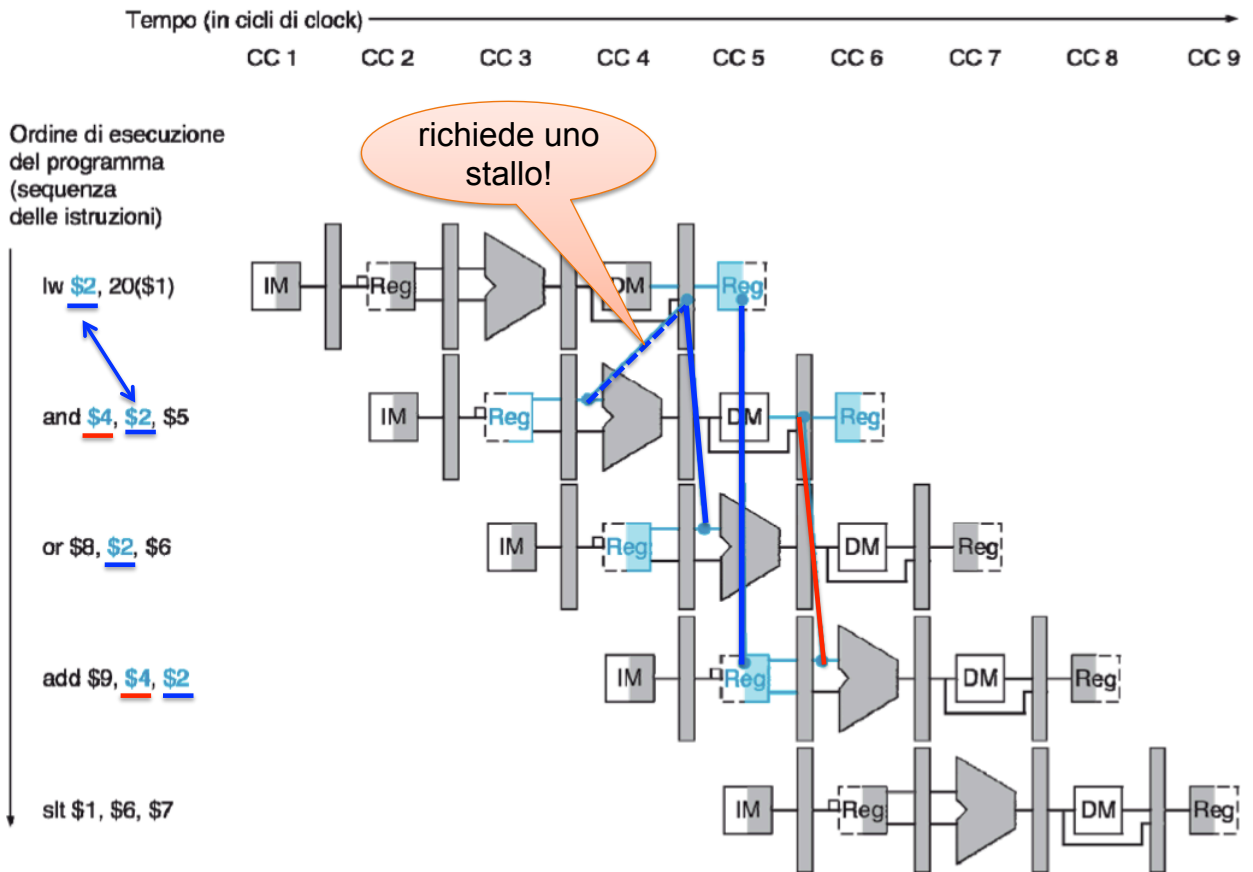 Tempo (in cicli di clock)
CC 1 CC 2 CC 3 CC 4 CC 5 CC 6 CC 7 CC 8 CC 9
Ordine di esecuzione
del programma
(sequenza
delle istruzioni)
richiede uno
stallo!
lw $2, 20($1)
IM Reg DM Reg
and $4, $2, $5
IM Reg DM Reg
or $8, $2, $6
IM Reg DM Reg
add $9, $4, $2
IM Reg DM Reg
slt $1, $6, $7
IM Reg DM Reg